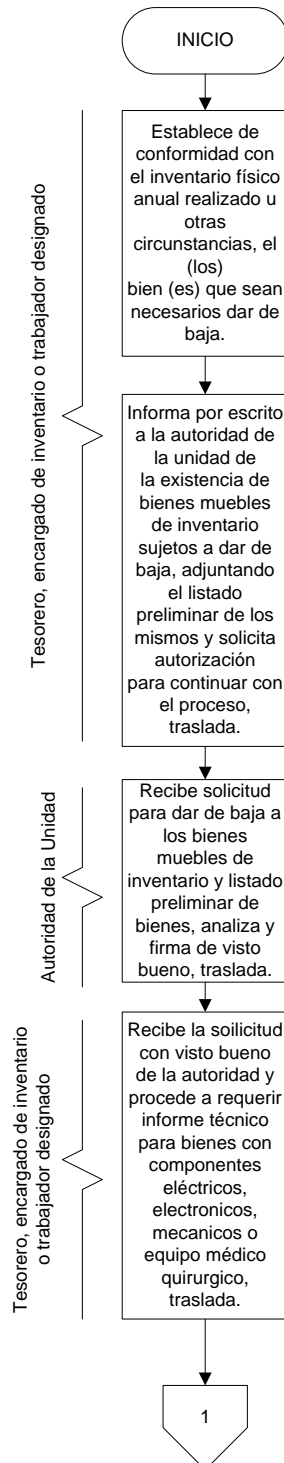 INICIO
Tesorero, encargado de inventario o trabajador designado
Establece de
conformidad con
el inventario físico
anual realizado u
otras
circunstancias, el
(los)
bien (es) que sean
necesarios dar de
baja.
Informa por escrito
a la autoridad de
la unidad de
la existencia de
bienes muebles
de inventario
sujetos a dar de
baja, adjuntando
el listado
preliminar de los
mismos y solicita
autorización
para continuar con
el proceso,
traslada.
Autoridad de la Unidad
Recibe solicitud
para dar de baja a
los bienes
muebles de
inventario y listado
preliminar de
bienes, analiza y
firma de visto
bueno, traslada.
Tesorero, encargado de inventario
o trabajador designado
Recibe la soilicitud
con visto bueno
de la autoridad y
procede a requerir
informe técnico
para bienes con
componentes
eléctricos,
electronicos,
mecanicos o
equipo médico
quirurgico,
traslada.
1